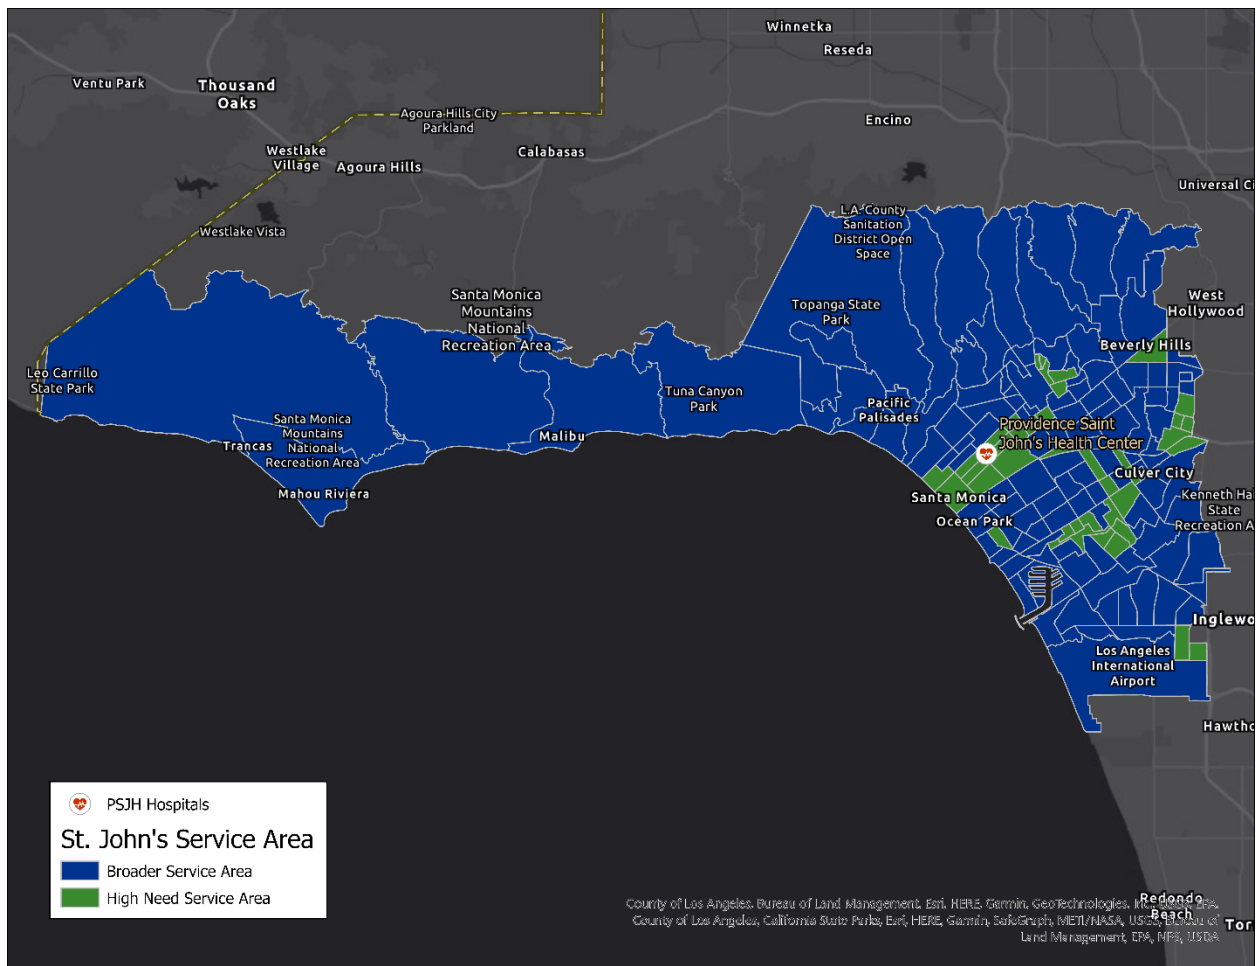 Winnetka
Reseda
Ventu Park
Thousand
Oaks
Agoura Hills City
Parkland
Encino
Westlake
Village
Agoura Hills
Calabasas
Universal Ci
Westlake Vista
L.A. County
Sanitation
District Open
Space
Santa Monica
Mountains
National
Recreation Area
Topanga State
Park
West
Hollywood
Beverly Hills
Leo Carrillo
State Park
Tuna Canyon
Park
Pacific
Palisades
Santa Monica
Mountains
National
Recreation Area
Trancas
Malibu
Providence Saint
John's Health Center
Culver City
Mahou Riviera
Santa Monica
Ocean Park
Kenneth Ha
State
Recreation A
Inglewo
Los Angeles
International
Airport
Hawtho
PSJH Hospitals
St. John's Service Area
Broader Service Area
High Need Service Area
Redondo
Beach
Tor
County of Los Angeles, Bureau of Land Management, Esri, HERE, Garmin, GeoTechnologies, EPA,
County of Los Angeles, California State Parks, Esri, HERE, Garmin, SafeGraph, METI/NASA, USGS, of
Land Management, EPA, NPS, USDA